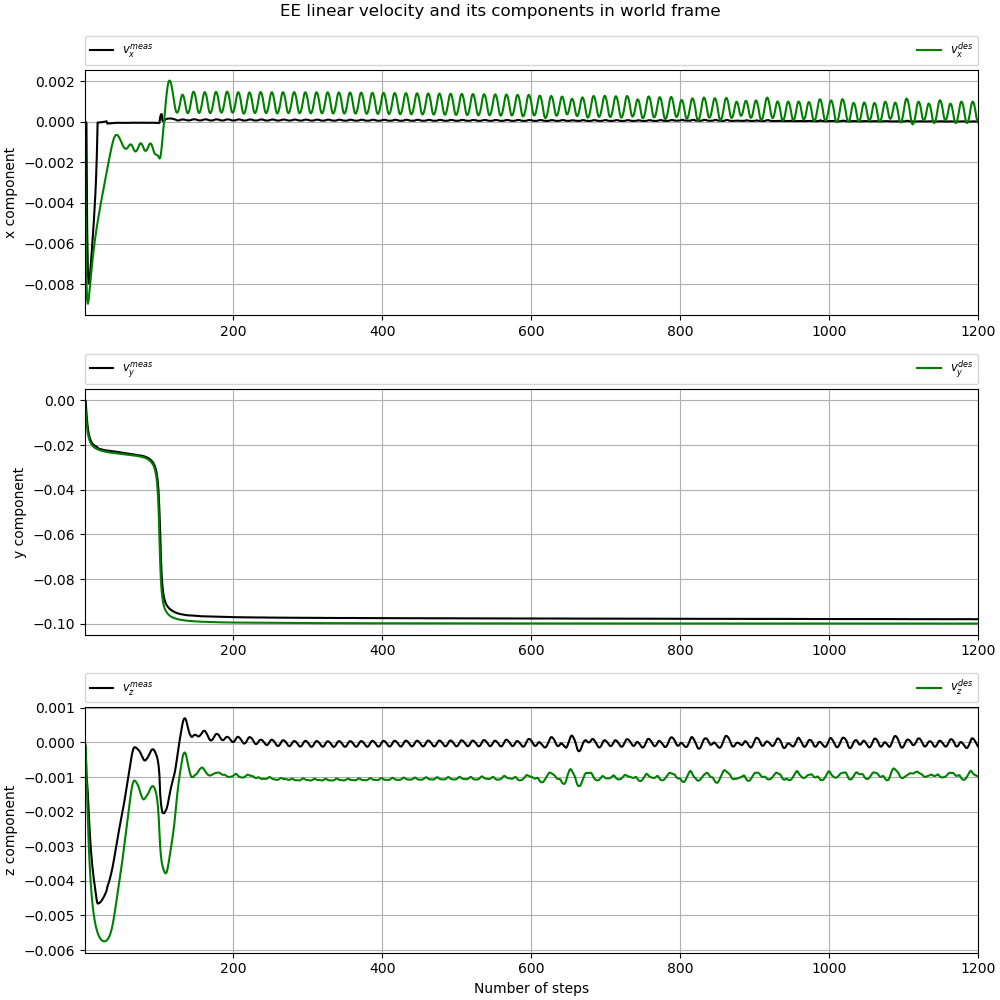 EE linear velocity and its components in world frame
v_x^{meas} v_x^{des}
0.002
0.000
−0.002
−0.004
−0.006
−0.008
x component
200 400 600 800 1000 1200
v_y^{meas} v_y^{des}
0.00
−0.02
−0.04
−0.06
−0.08
−0.10
y component
200 400 600 800 1000 1200
v_z^{meas} v_z^{des}
0.001
0.000
−0.001
−0.002
−0.003
−0.004
−0.005
−0.006
z component
200 400 600 800 1000 1200
Number of steps